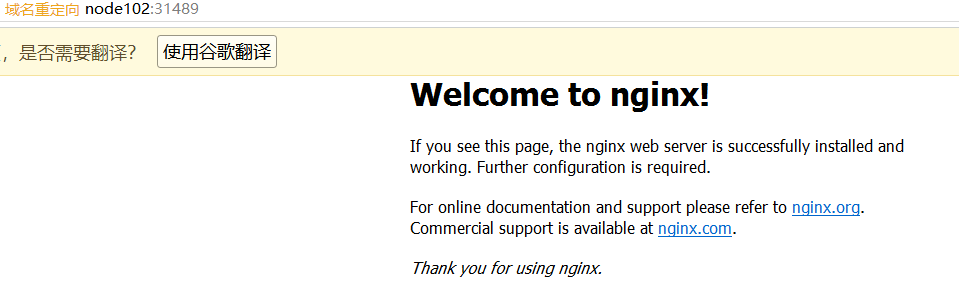 域名重定向 node102:31489
，是否需要翻译？ 使用谷歌翻译
Welcome to nginx!
If you see this page, the nginx web server is successfully installed and
working. Further configuration is required.
For online documentation and support please refer to nginx.org.
Commercial support is available at nginx.com.
Thank you for using nginx.